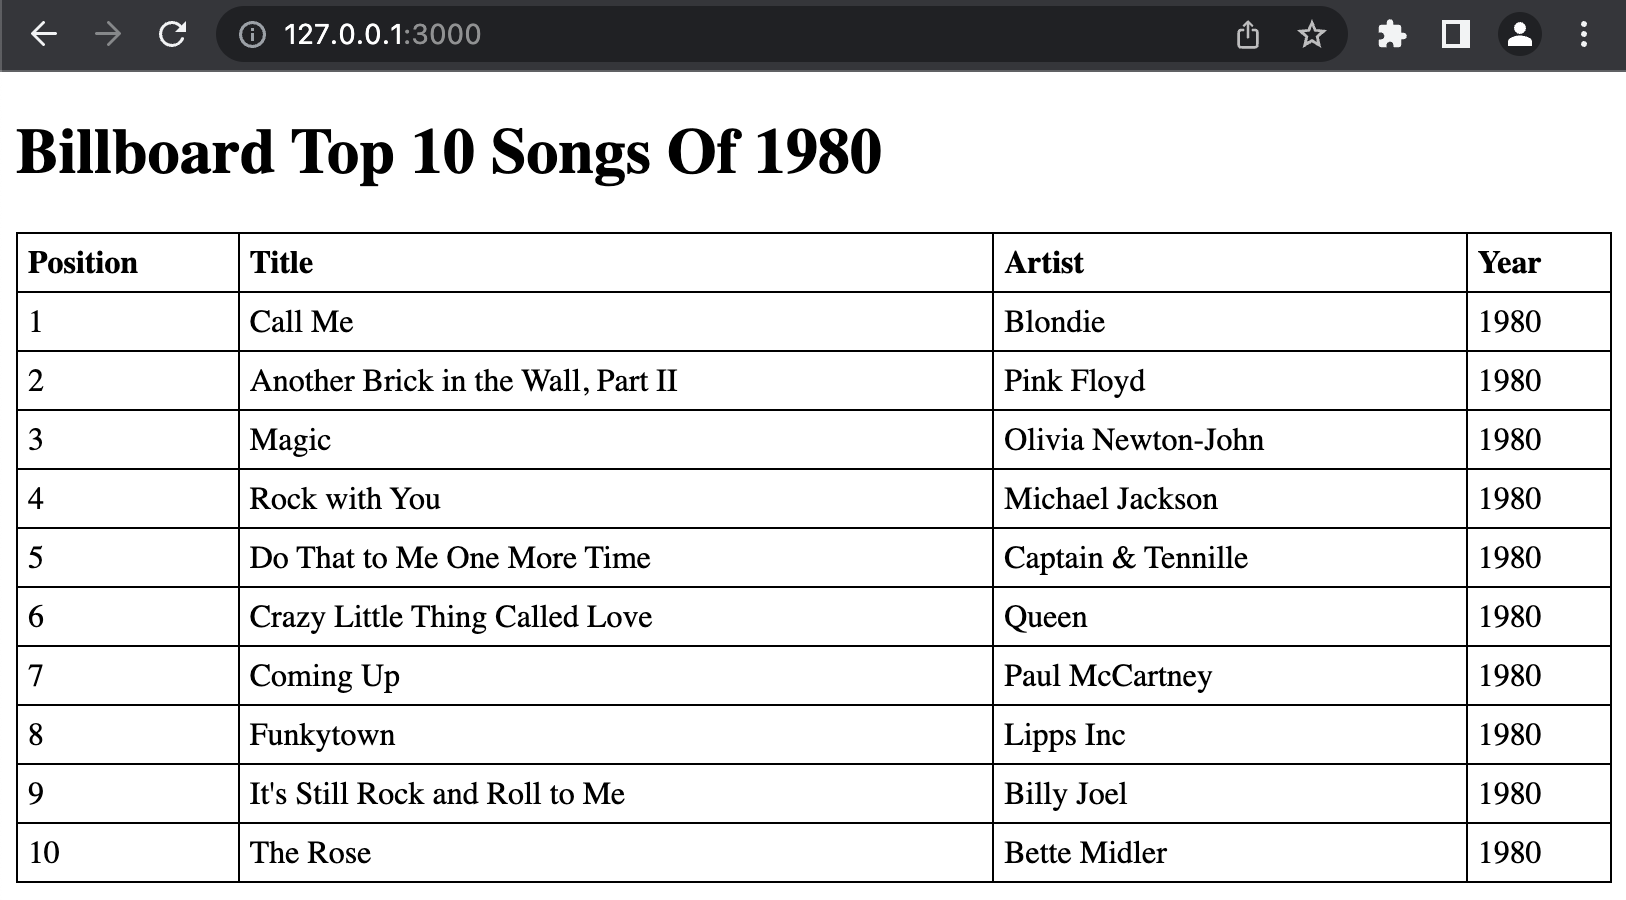 127.0.0.1:3000
Billboard Top 10 Songs Of 1980
Position Title Artist Year
1 Call Me Blondie 1980
2 Another Brick in the Wall, Part II Pink Floyd 1980
3 Magic Olivia Newton-John 1980
4 Rock with You Michael Jackson 1980
5 Do That to Me One More Time Captain & Tennille 1980
6 Crazy Little Thing Called Love Queen 1980
7 Coming Up Paul McCartney 1980
8 Funkytown Lipps Inc 1980
9 It's Still Rock and Roll to Me Billy Joel 1980
10 The Rose Bette Midler 1980